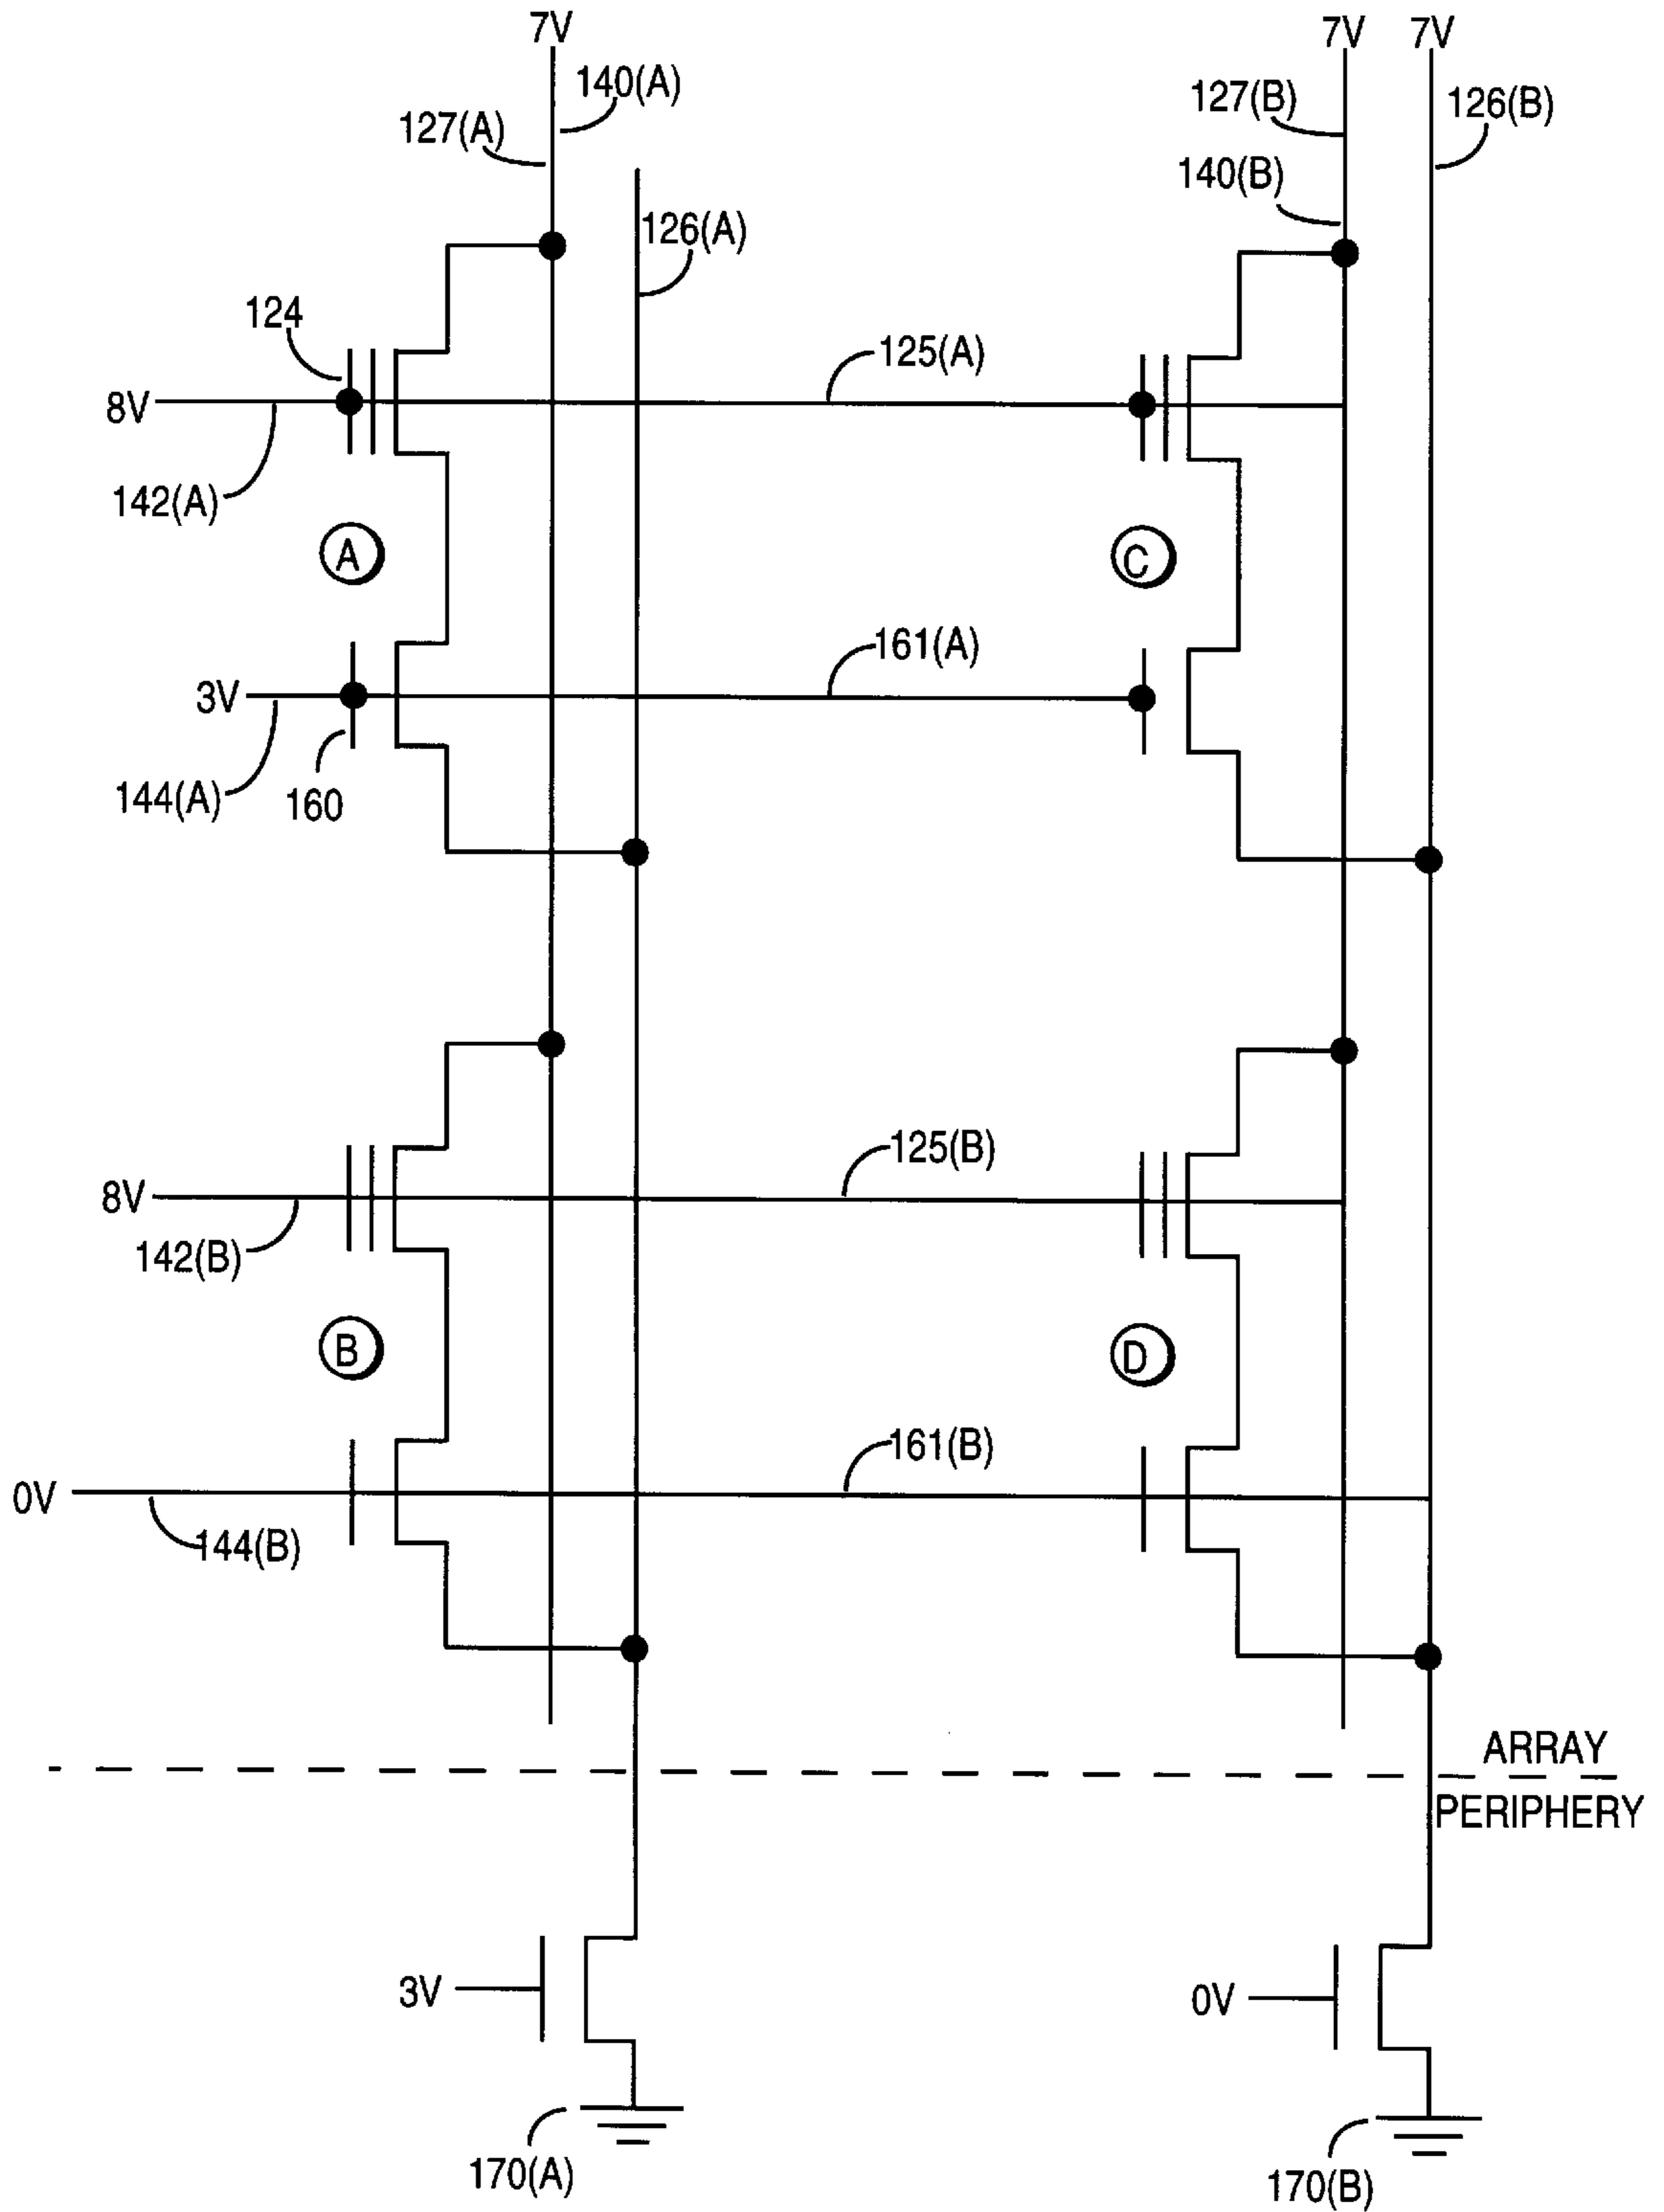 7V
7V
7V
140(A)
127(A)
127(B)
126(B)
140(B)
126(A)
124
125(A)
8V
142(A)
A
C
161(A)
3V
144(A)
160
125(B)
8V
142(B)
B
D
161(B)
0V
144(B)
ARRAY
PERIPHERY
3V
0V
170(A)
170(B)